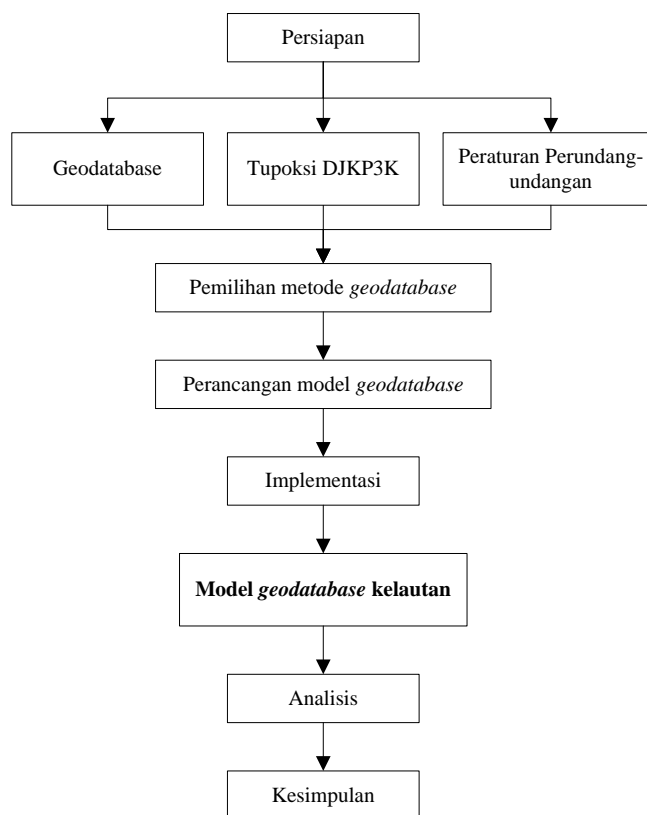 Persiapan
Geodatabase
Tupoksi DJKP3K
Peraturan Perundang-
undangan
Pemilihan metode geodatabase
Perancangan model geodatabase
Implementasi
Model geodatabase kelautan
Analisis
Kesimpulan